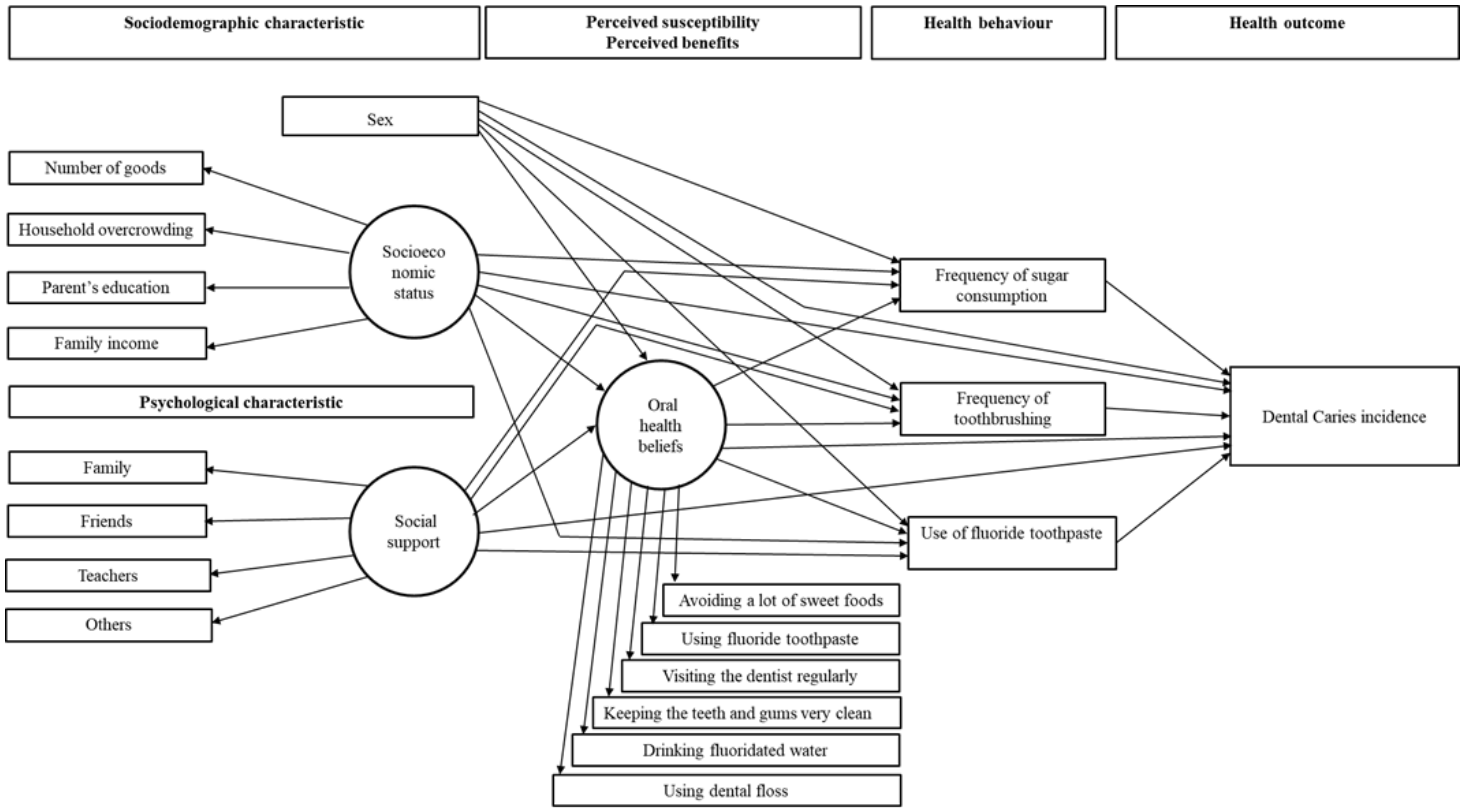 Sociodemographic characteristic
Perceived susceptibility
Perceived benefits
Health behaviour
Health outcome
Sex
Number of goods
Household overcrowding
Parent’s education
Family income
Socioeco
nomic
status
Frequency of sugar
consumption
Psychological characteristic
Oral
health
beliefs
Frequency of
toothbrushing
Dental Caries incidence
Family
Friends
Teachers
Others
Social
support
Use of fluoride toothpaste
Avoiding a lot of sweet foods
Using fluoride toothpaste
Visiting the dentist regularly
Keeping the teeth and gums very clean
Drinking fluoridated water
Using dental floss